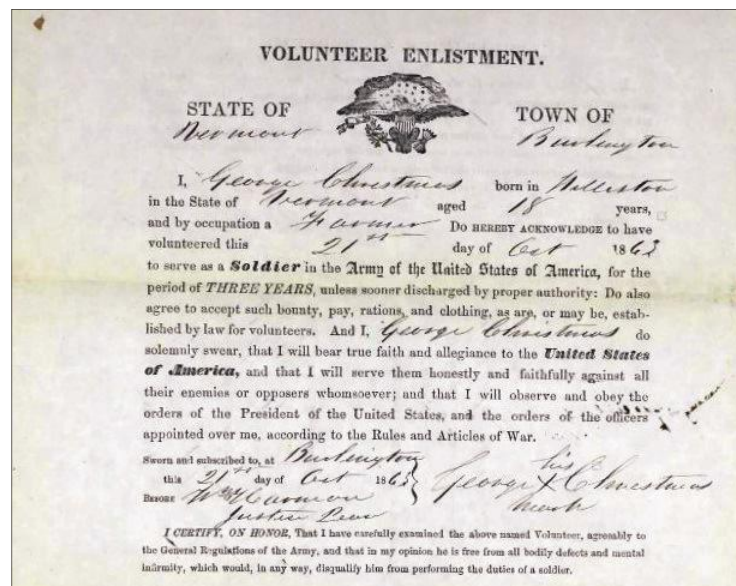 VOLUNTEER ENLISTMENT.
STATE OF TOWN OF
Vermont Burlington
I, George Christmas born in Williston
in the State of Vermont aged 18 years,
and by occupation a Farmer Do HEREBY ACKNOWLEDGE to have
volunteered this 21st day of Oct 1863
to serve as a Soldier in the Army of the United States of America, for the
period of THREE YEARS, unless sooner discharged by proper authority: Do also
agree to accept such bounty, pay, rations, and clothing, as are, or may be, estab-
lished by law for volunteers. And I, George Christmas do
solemnly swear, that I will bear true faith and allegiance to the United States
of America, and that I will serve them honestly and faithfully against all
their enemies or opposers whomsoever; and that I will observe and obey the
orders of the President of the United States, and the orders of the officers
appointed over me, according to the Rules and Articles of War.
Sworn and subscribed to, at Burlington
this 21st day of Oct 1863
his
George X Christmas
mark
BEFORE Wm
Justice Peace
I CERTIFY, ON HONOR, That I have carefully examined the above named Volunteer, agreeably to
the General Regulations of the Army, and that in my opinion he is free from all bodily defects and mental
infirmity, which would, in any way, disqualify him from performing the duties of a soldier.